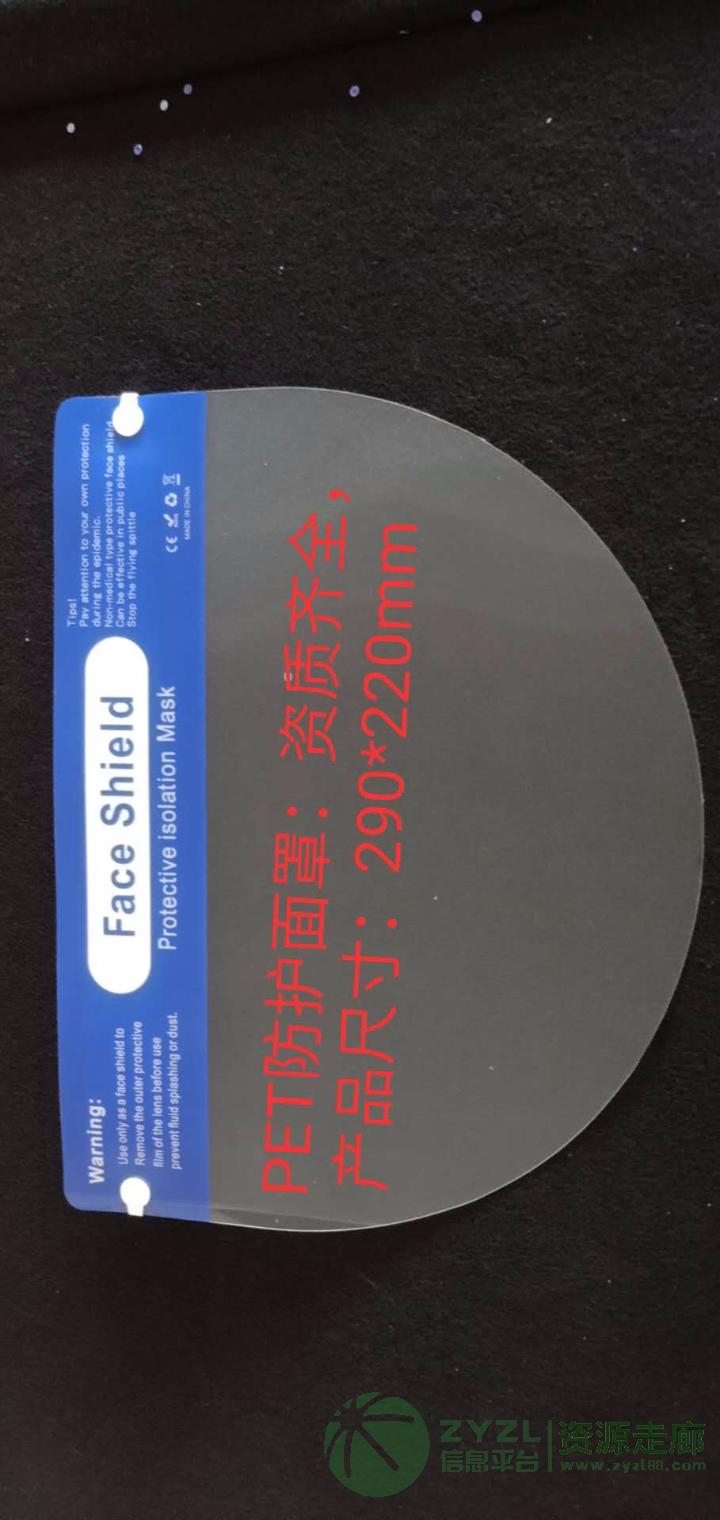 Warning:
Use only as a face shield to
Remove the outer protective
film of the lens before use
prevent fluid splashing or dust.
Face Shield
Protective isolation Mask
Tips!
Pay attention to your own protection
during the epidemic.
Non-medical type protective face shield
Can be effective in public places
Stop the flying spittle
CE
MADE IN CHINA
PET防护面罩：资质齐全，
产品尺寸：290*220mm
ZYZL
信息平台
资源走廊
www.zyzl88.com